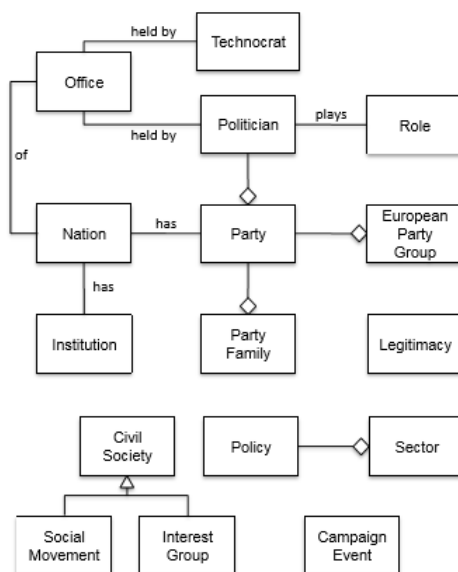 held by
Technocrat
Office
held by
Politician
plays
Role
of
Nation
has
Party
European
Party
Group
has
Institution
Party
Family
Legitimacy
Civil
Society
Policy
Sector
Social
Movement
Interest
Group
Campaign
Event